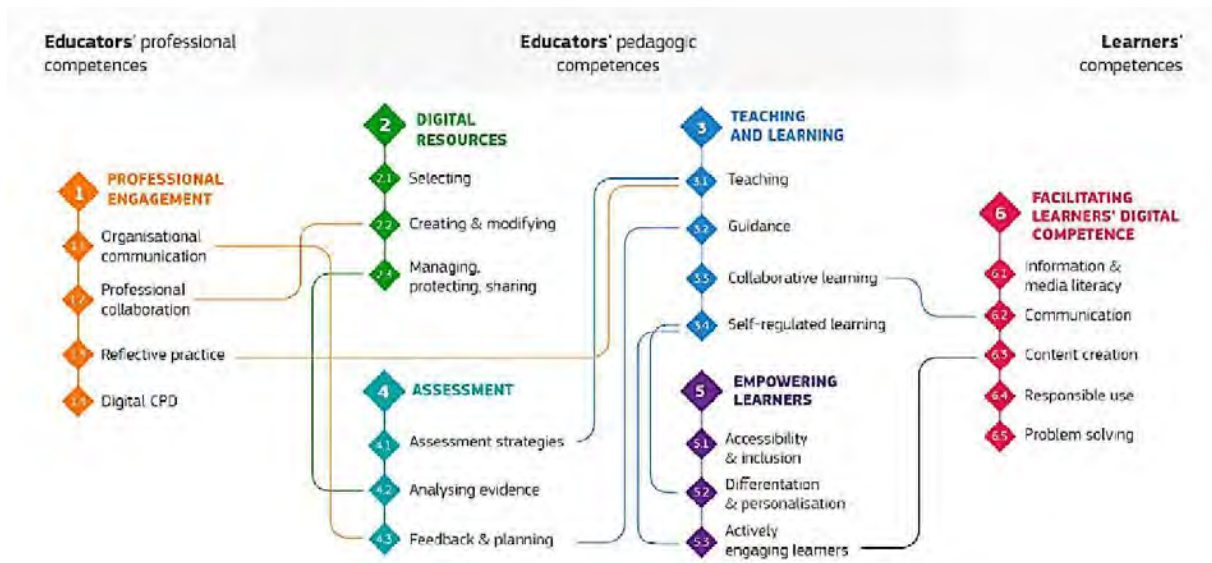 Educators' professional
competences
Educators' pedagogic
competences
Learners'
competences
1
PROFESSIONAL
ENGAGEMENT
1.1
Organisational
communication
1.2
Professional
collaboration
1.3
Reflective practice
1.4
Digital CPD
2
DIGITAL
RESOURCES
2.1
Selecting
2.2
Creating & modifying
2.3
Managing,
protecting, sharing
3
TEACHING
AND LEARNING
3.1
Teaching
3.2
Guidance
3.3
Collaborative learning
3.4
Self-regulated learning
4
ASSESSMENT
4.1
Assessment strategies
4.2
Analysing evidence
4.3
Feedback & planning
5
EMPOWERING
LEARNERS
5.1
Accessibility
& inclusion
5.2
Differentation
& personalisation
5.3
Actively
engaging learners
6
FACILITATING
LEARNERS' DIGITAL
COMPETENCE
6.1
Information &
media literacy
6.2
Communication
6.3
Content creation
6.4
Responsible use
6.5
Problem solving